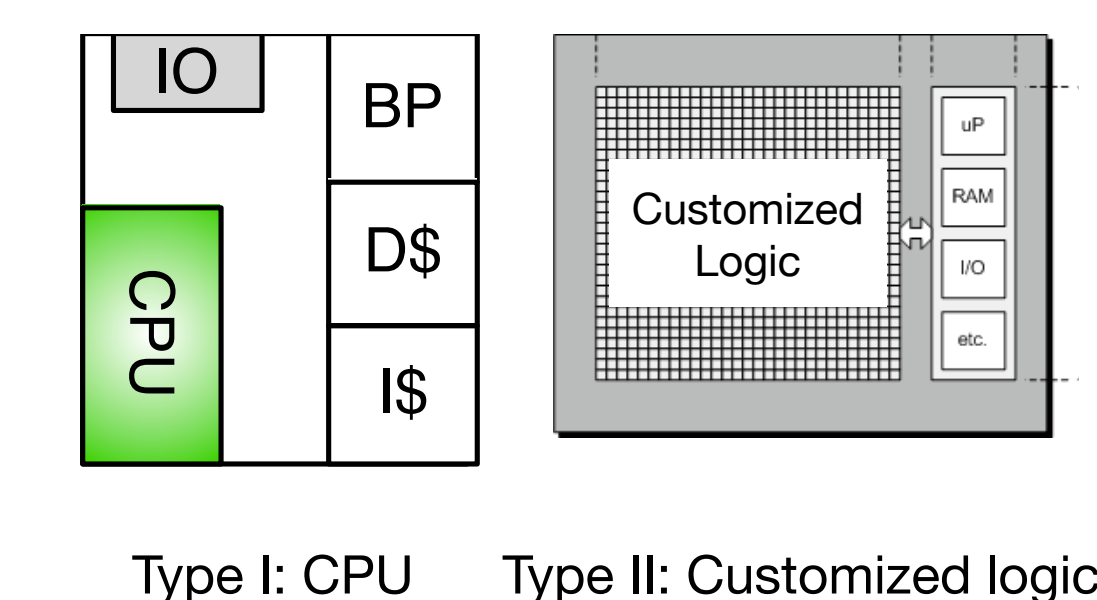 IO
BP
D$
I$
CPU
Customized
Logic
uP
RAM
I/O
etc.
Type I: CPU
Type II: Customized logic